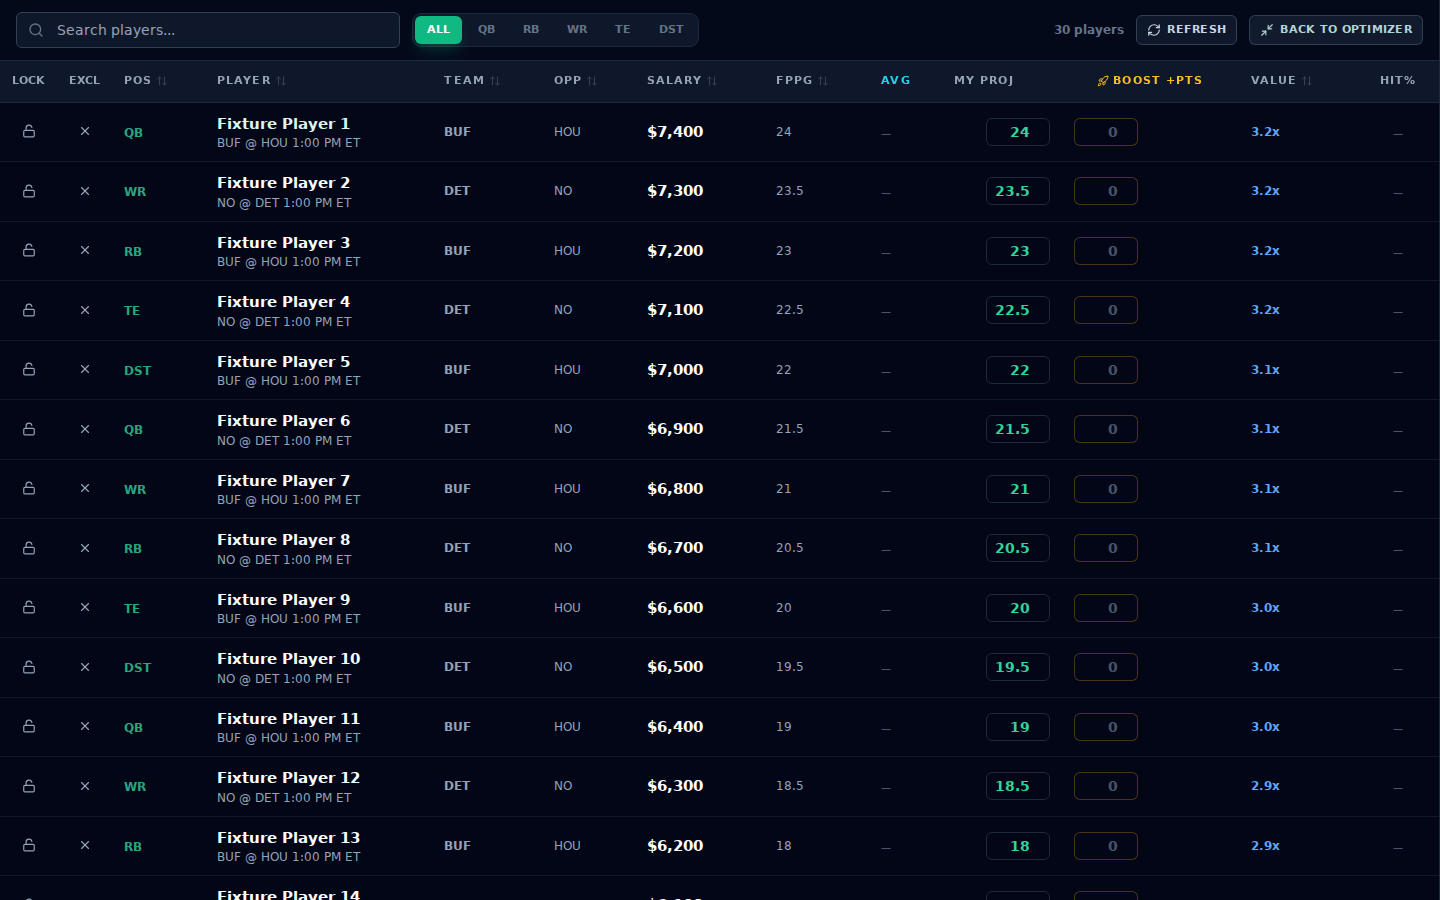 Search players...
ALL QB RB WR TE DST
30 players REFRESH BACK TO OPTIMIZER
LOCK EXCL POS PLAYER TEAM OPP SALARY FPPG AVG MY PROJ BOOST +PTS VALUE HIT%
QB Fixture Player 1 BUF HOU $7,400 24 — 24 0 3.2x —
BUF @ HOU 1:00 PM ET
WR Fixture Player 2 DET NO $7,300 23.5 — 23.5 0 3.2x —
NO @ DET 1:00 PM ET
RB Fixture Player 3 BUF HOU $7,200 23 — 23 0 3.2x —
BUF @ HOU 1:00 PM ET
TE Fixture Player 4 DET NO $7,100 22.5 — 22.5 0 3.2x —
NO @ DET 1:00 PM ET
DST Fixture Player 5 BUF HOU $7,000 22 — 22 0 3.1x —
BUF @ HOU 1:00 PM ET
QB Fixture Player 6 DET NO $6,900 21.5 — 21.5 0 3.1x —
NO @ DET 1:00 PM ET
WR Fixture Player 7 BUF HOU $6,800 21 — 21 0 3.1x —
BUF @ HOU 1:00 PM ET
RB Fixture Player 8 DET NO $6,700 20.5 — 20.5 0 3.1x —
NO @ DET 1:00 PM ET
TE Fixture Player 9 BUF HOU $6,600 20 — 20 0 3.0x —
BUF @ HOU 1:00 PM ET
DST Fixture Player 10 DET NO $6,500 19.5 — 19.5 0 3.0x —
NO @ DET 1:00 PM ET
QB Fixture Player 11 BUF HOU $6,400 19 — 19 0 3.0x —
BUF @ HOU 1:00 PM ET
WR Fixture Player 12 DET NO $6,300 18.5 — 18.5 0 2.9x —
NO @ DET 1:00 PM ET
RB Fixture Player 13 BUF HOU $6,200 18 — 18 0 2.9x —
BUF @ HOU 1:00 PM ET
Fixture Player 14